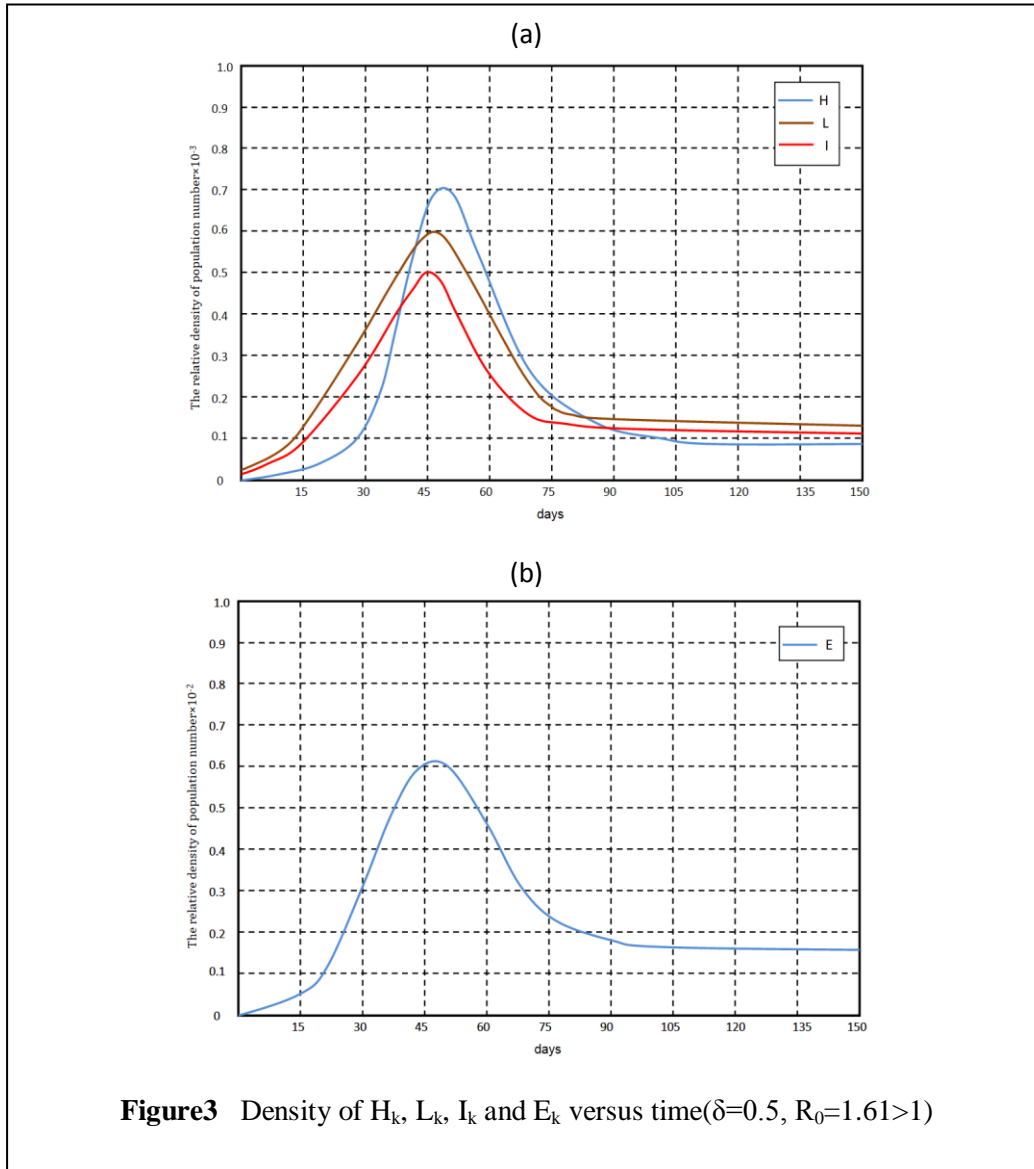 (a)
1.0
0.9
0.8
0.7
0.6
0.5
0.4
0.3
0.2
0.1
0
The relative density of population number×10⁻³
H
L
I
15 30 45 60 75 90 105 120 135 150
days
(b)
1.0
0.9
0.8
0.7
0.6
0.5
0.4
0.3
0.2
0.1
0
The relative density of population number×10⁻²
E
15 30 45 60 75 90 105 120 135 150
days
Figure3 Density of Hₖ, Lₖ, Iₖ and Eₖ versus time(δ=0.5, R₀=1.61>1)